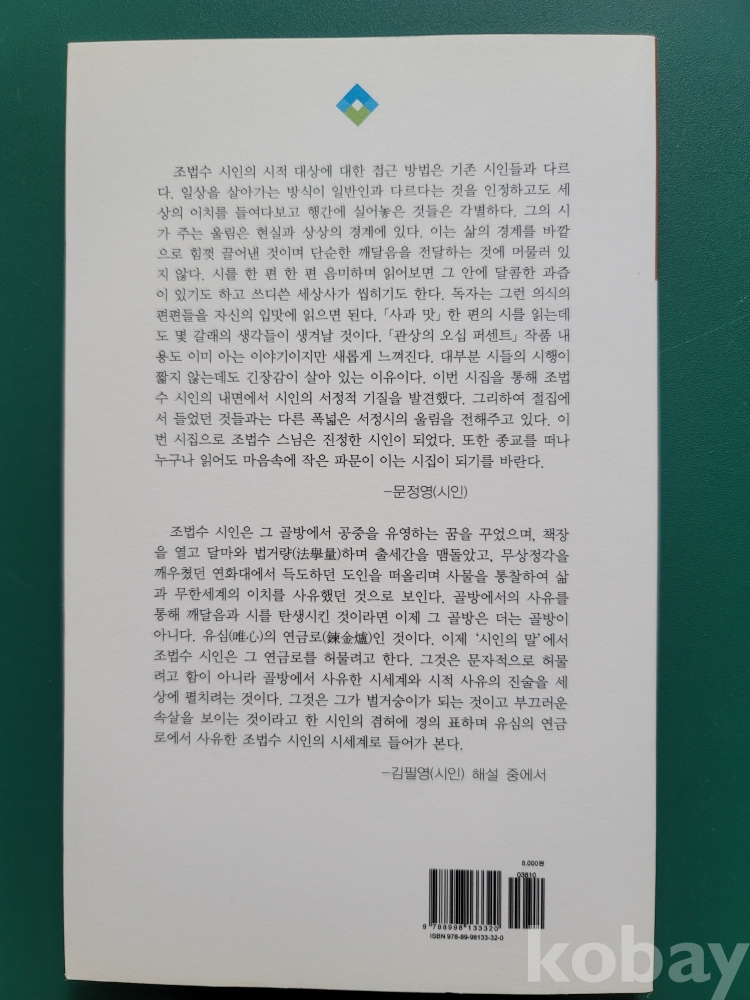 조법수 시인의 시적 대상에 대한 접근 방법은 기존 시인들과 다르
다. 일상을 살아가는 방식이 일반인과 다르다는 것을 인정하고도 세
상의 이치를 들여다보고 행간에 실어놓은 것들은 각별하다. 그의 시
가 주는 울림은 현실과 상상의 경계에 있다. 이는 삶의 경계를 바깥
으로 힘껏 끌어낸 것이며 단순한 깨달음을 전달하는 것에 머물러 있
지 않다. 시를 한 편 한 편 음미하며 읽어보면 그 안에 달콤한 과즙
이 있기도 하고 쓰디쓴 세상사가 씹히기도 한다. 독자는 그런 의식의
편편들을 자신의 입맛에 읽으면 된다. 「사과 맛」 한 편의 시를 읽는데
도 몇 갈래의 생각들이 생겨날 것이다. 「관상의 오십 퍼센트」 작품 내
용도 이미 아는 이야기이지만 새롭게 느껴진다. 대부분 시들의 시행이
짧지 않는데도 긴장감이 살아 있는 이유이다. 이번 시집을 통해 조법
수 시인의 내면에서 시인의 서정적 기질을 발견했다. 그리하여 절집에
서 들었던 것들과는 다른 폭넓은 서정시의 울림을 전해주고 있다. 이
번 시집으로 조법수 스님은 진정한 시인이 되었다. 또한 종교를 떠나
누구나 읽어도 마음속에 작은 파문이 이는 시집이 되기를 바란다.
-문정영(시인)
조법수 시인은 그 골방에서 공중을 유영하는 꿈을 꾸었으며, 책장
을 열고 달마와 법거량(法擧量)하며 출세간을 맴돌았고, 무상정각을
깨우쳤던 연화대에서 득도하던 도인을 떠올리며 사물을 통찰하여 삶
과 무한세계의 이치를 사유했던 것으로 보인다. 골방에서의 사유를
통해 깨달음과 시를 탄생시킨 것이라면 이제 그 골방은 더는 골방이
아니다. 유심(唯心)의 연금로(鍊金爐)인 것이다. 이제 ‘시인의 말’에서
조법수 시인은 그 연금로를 허물려고 한다. 그것은 문자적으로 허물
려고 함이 아니라 골방에서 사유한 시세계와 시적 사유의 진술을 세
상에 펼치려는 것이다. 그것은 그가 벌거숭이가 되는 것이고 부끄러운
속살을 보이는 것이라고 한 시인의 겸허에 경의 표하며 유심의 연금
로에서 사유한 조법수 시인의 시세계로 들어가 본다.
-김필영(시인) 해설 중에서
8,000원
03810
9 788998 133320
ISBN 978-89-98133-32-0
kobay